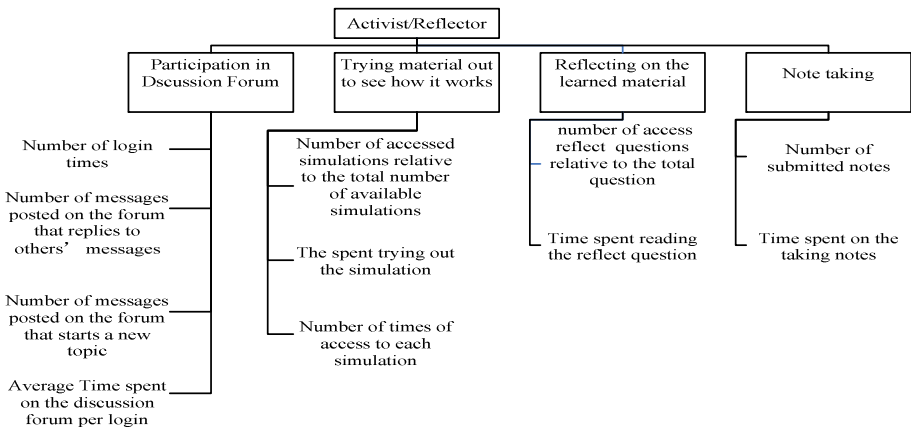 Activist/Reflector
Participation in
Dscussion Forum
Number of login
times
Number of messages
posted on the forum
that replies to
others’ messages
Number of messages
posted on the forum
that starts a new
topic
Average Time spent
on the discussion
forum per login
Trying material out
to see how it works
Number of accessed
simulations relative
to the total number
of available
simulations
The spent trying out
the simulation
Number of times of
access to each
simulation
Reflecting on the
learned material
number of access
reflect questions
relative to the total
question
Time spent reading
the reflect question
Note taking
Number of
submitted notes
Time spent on the
taking notes